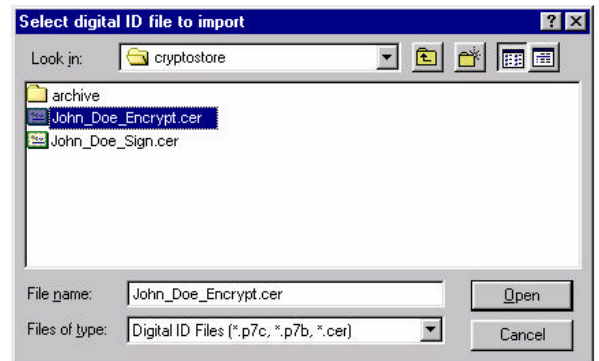 Select digital ID file to import
Look in: cryptostore
archive
John_Doe_Encrypt.cer
John_Doe_Sign.cer
File name: John_Doe_Encrypt.cer Open
Files of type: Digital ID Files (*.p7c, *.p7b, *.cer) Cancel